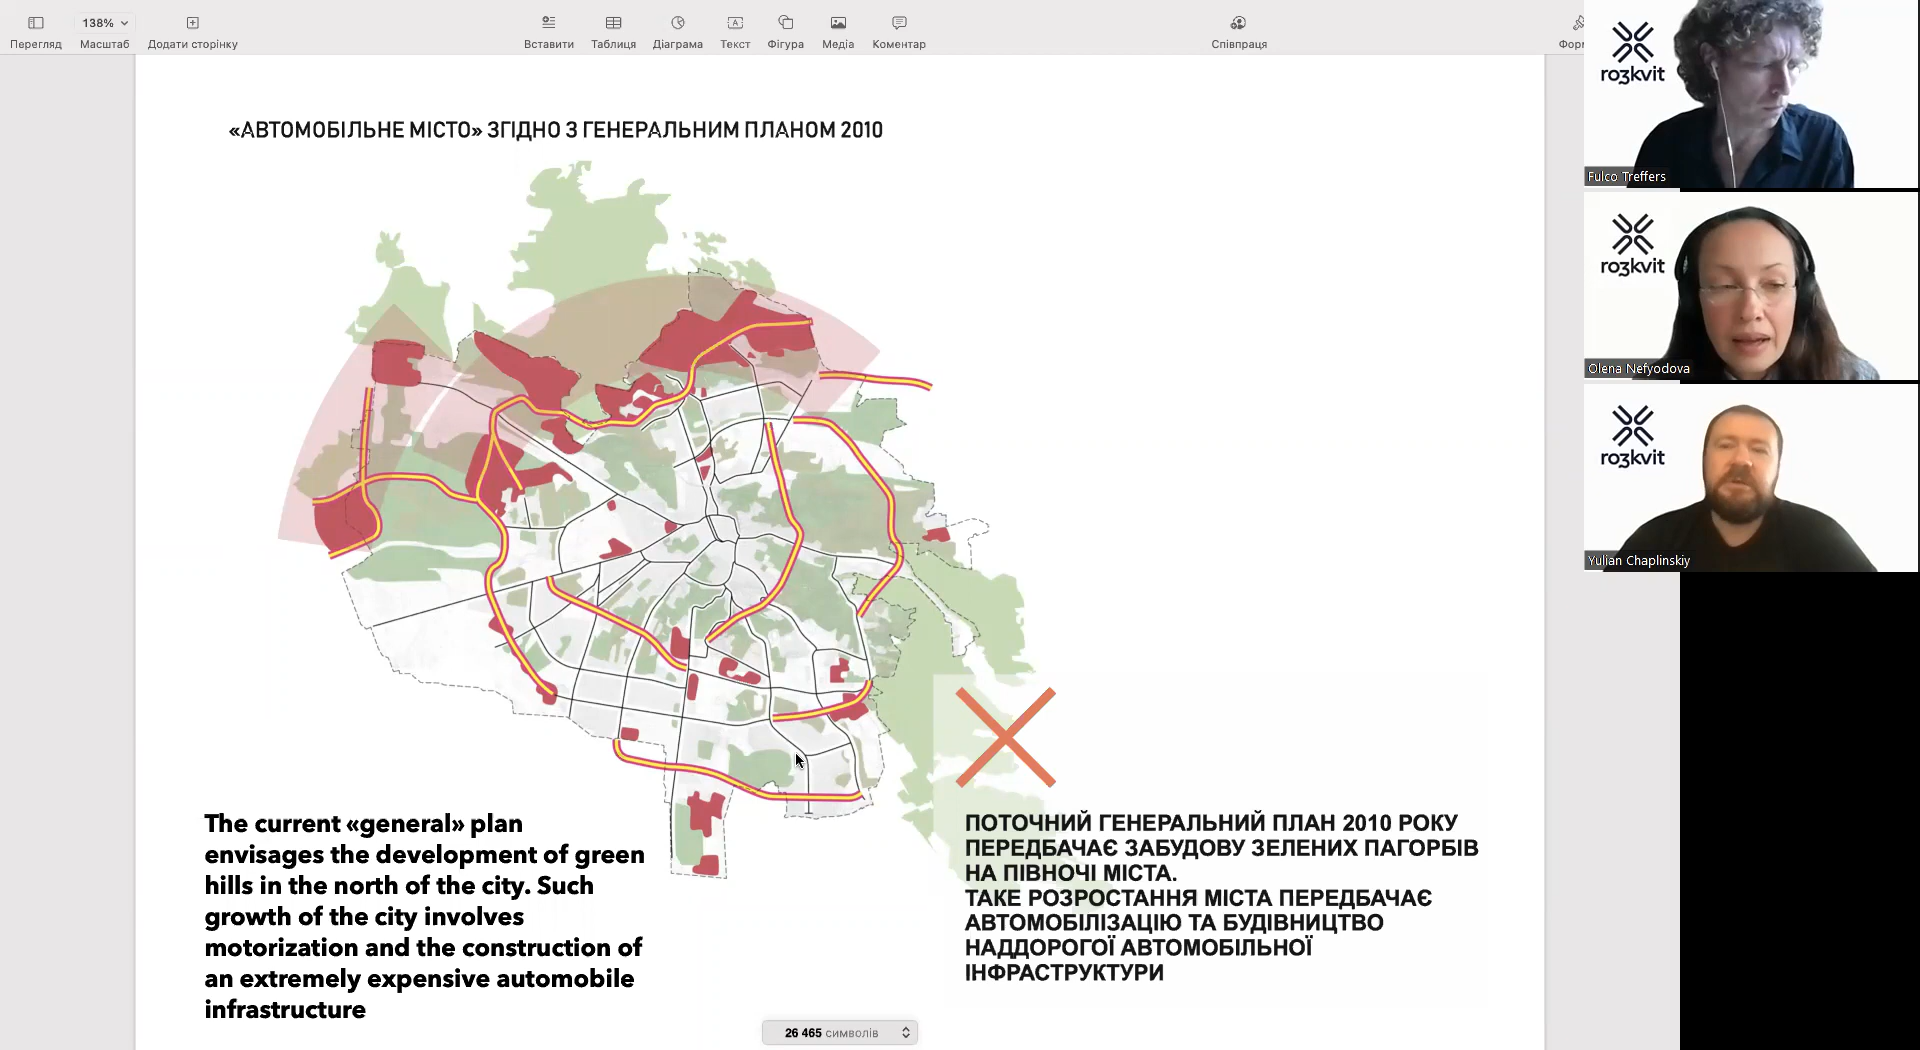 138%
Перегляд
Масштаб
Додати сторінку
Вставити
Таблиця
Діаграма
Текст
Фігура
Медіа
Коментар
Співпраця
«АВТОМОБІЛЬНЕ МІСТО» ЗГІДНО З ГЕНЕРАЛЬНИМ ПЛАНОМ 2010
The current «general» plan
envisages the development of green
hills in the north of the city. Such
growth of the city involves
motorization and the construction of
an extremely expensive automobile
infrastructure
ПОТОЧНИЙ ГЕНЕРАЛЬНИЙ ПЛАН 2010 РОКУ
ПЕРЕДБАЧАЄ ЗАБУДОВУ ЗЕЛЕНИХ ПАГОРБІВ
НА ПІВНОЧІ МІСТА.
ТАКЕ РОЗРОСТАННЯ МІСТА ПЕРЕДБАЧАЄ
АВТОМОБІЛІЗАЦІЮ ТА БУДІВНИЦТВО
НАДДОРОГОЇ АВТОМОБІЛЬНОЇ
ІНФРАСТРУКТУРИ
26 465 символів
ro3kvit
Fulco Treffers
ro3kvit
Olena Nefyodova
ro3kvit
Yulian Chaplinskiy